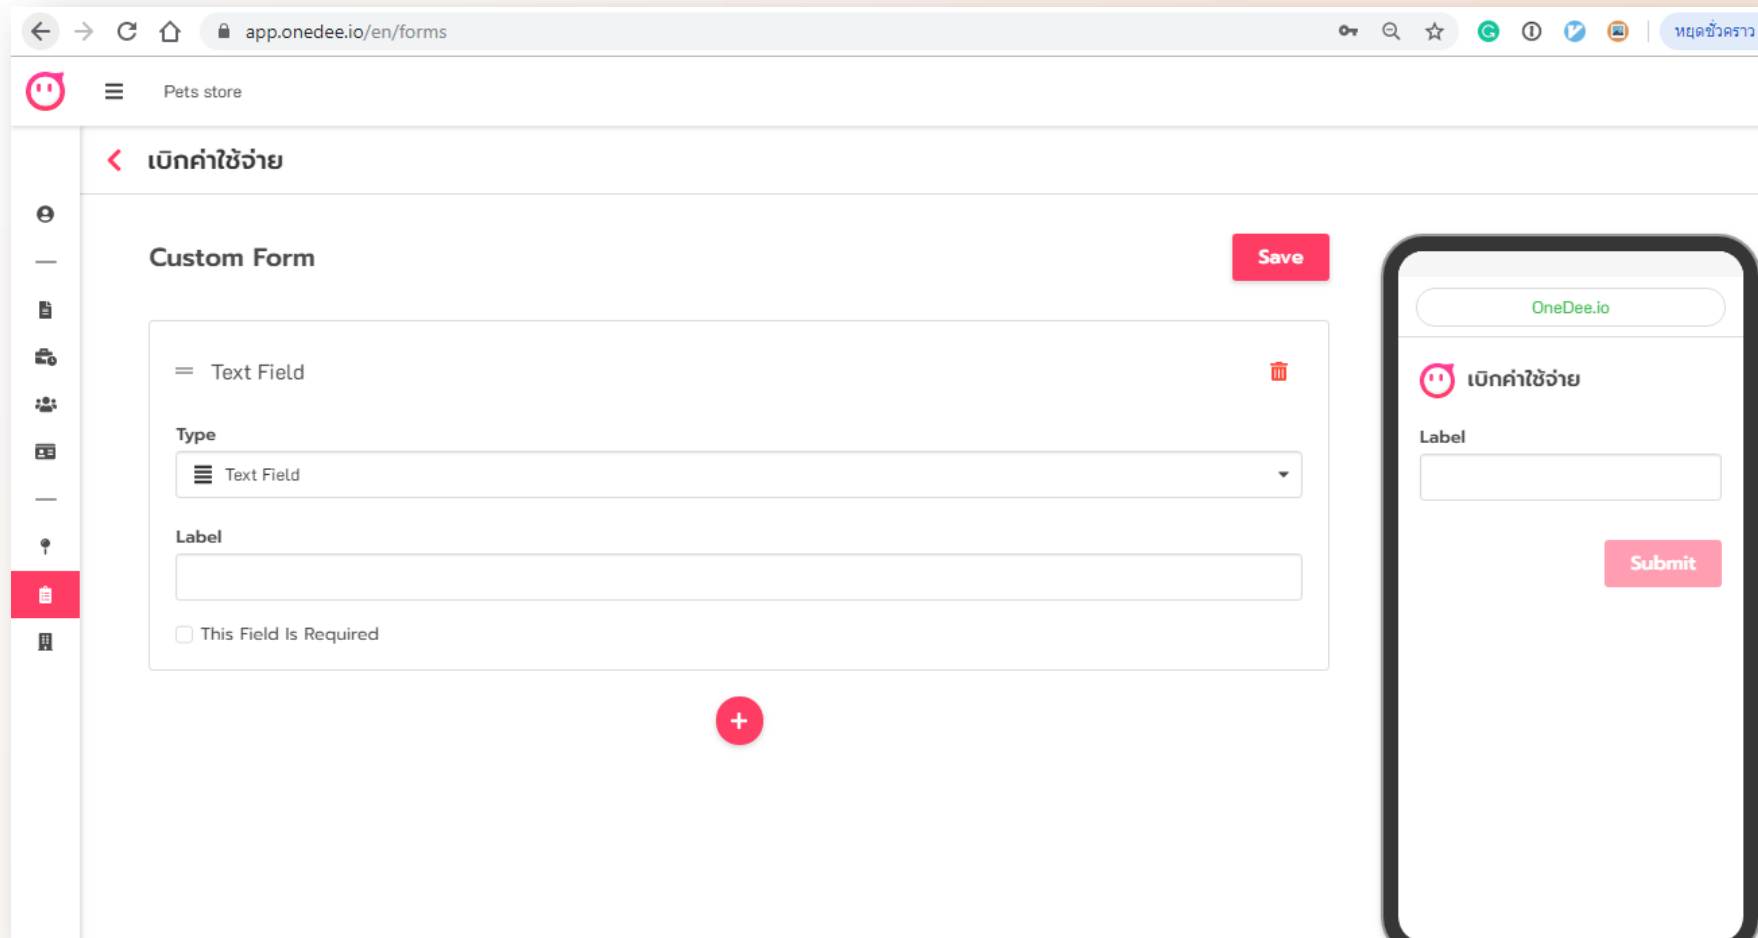 app.onedee.io/en/forms
หยุดชั่วคราว
Pets store
เบิกค่าใช้จ่าย
Custom Form
Save
Text Field
Type
Text Field
Label
This Field Is Required
+
OneDee.io
เบิกค่าใช้จ่าย
Label
Submit